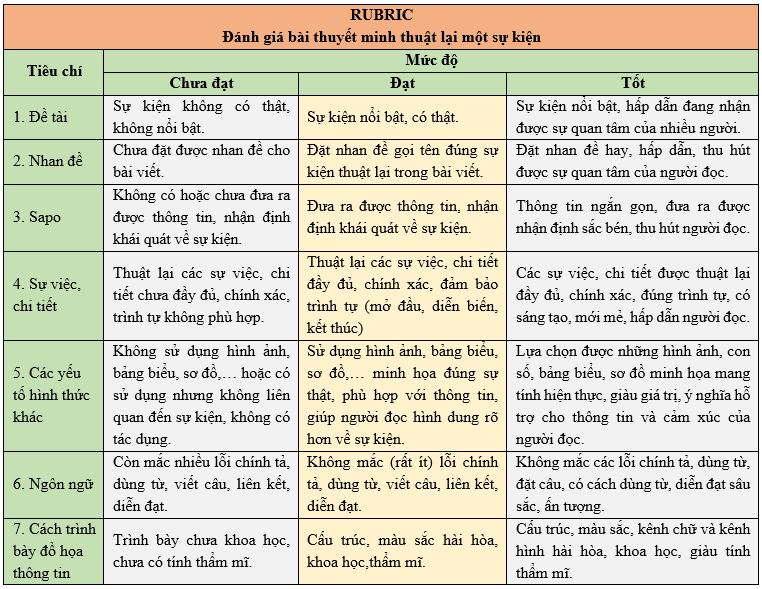 RUBRIC
Đánh giá bài thuyết minh thuật lại một sự kiện
Tiêu chí
Mức độ
Chưa đạt
Đạt
Tốt
1. Đề tài
Sự kiện không có thật,
không nổi bật.
Sự kiện nổi bật, có thật.
Sự kiện nổi bật, hấp dẫn đang nhận
được sự quan tâm của nhiều người.
2. Nhan đề
Chưa đặt được nhan đề cho
bài viết.
Đặt nhan đề gọi tên đúng sự
kiện thuật lại trong bài viết.
Đặt nhan đề hay, hấp dẫn, thu hút
được sự quan tâm của người đọc.
3. Sapo
Không có hoặc chưa đưa ra
được thông tin, nhận định
khái quát về sự kiện.
Đưa ra được thông tin, nhận
định khái quát về sự kiện.
Thông tin ngắn gọn, đưa ra được
nhận định sắc bén, thu hút người đọc.
4. Sự việc,
chi tiết
Thuật lại các sự việc, chi
tiết chưa đầy đủ, chính xác,
trình tự không phù hợp.
Thuật lại các sự việc, chi tiết
đầy đủ, chính xác, đảm bảo
trình tự (mở đầu, diễn biến,
kết thúc)
Các sự việc, chi tiết được thuật lại
đầy đủ, chính xác, đúng trình tự, có
sáng tạo, mới mẻ, hấp dẫn người đọc.
5. Các yếu
tố hình thức
khác
Không sử dụng hình ảnh,
bảng biểu, sơ đồ,… hoặc có
sử dụng nhưng không liên
quan đến sự kiện, không có
tác dụng.
Sử dụng hình ảnh, bảng biểu,
sơ đồ,… minh họa đúng sự
thật, phù hợp với thông tin,
giúp người đọc hình dung rõ
hơn về sự kiện.
Lựa chọn được những hình ảnh, con
số, bảng biểu, sơ đồ minh họa mang
tính hiện thực, giàu giá trị, ý nghĩa hỗ
trợ cho thông tin và cảm xúc của
người đọc.
6. Ngôn ngữ
Còn mắc nhiều lỗi chính tả,
dùng từ, viết câu, liên kết,
diễn đạt.
Không mắc (rất ít) lỗi chính
tả, dùng từ, viết câu, liên kết,
diễn đạt.
Không mắc các lỗi chính tả, dùng từ,
đặt câu, có cách dùng từ, diễn đạt sâu
sắc, ấn tượng.
7. Cách trình
bày đồ họa
thông tin
Trình bày chưa khoa học,
chưa có tính thẩm mĩ.
Cấu trúc, màu sắc hài hòa,
khoa học,thẩm mĩ.
Cấu trúc, màu sắc, kênh chữ và kênh
hình hài hòa, khoa học, giàu tính
thẩm mĩ.